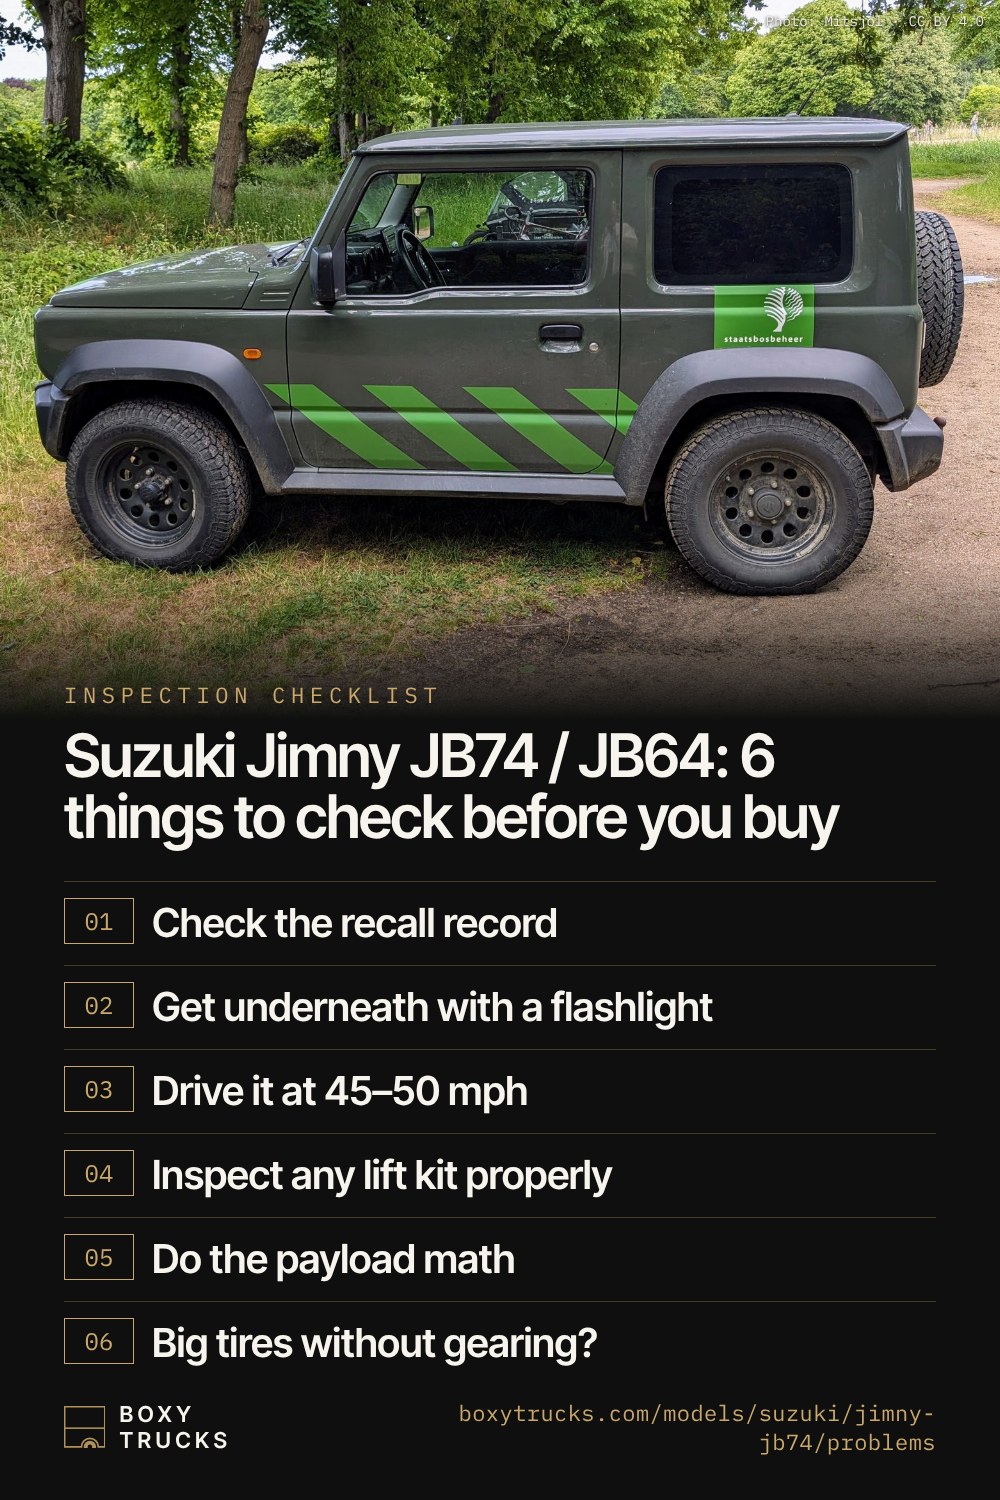 Photo: Mitsjol · CC BY 4.0
staatsbosbeheer
INSPECTION CHECKLIST
Suzuki Jimny JB74 / JB64: 6
things to check before you buy
01 Check the recall record
02 Get underneath with a flashlight
03 Drive it at 45–50 mph
04 Inspect any lift kit properly
05 Do the payload math
06 Big tires without gearing?
BOXY
TRUCKS
boxytrucks.com/models/suzuki/jimny-
jb74/problems